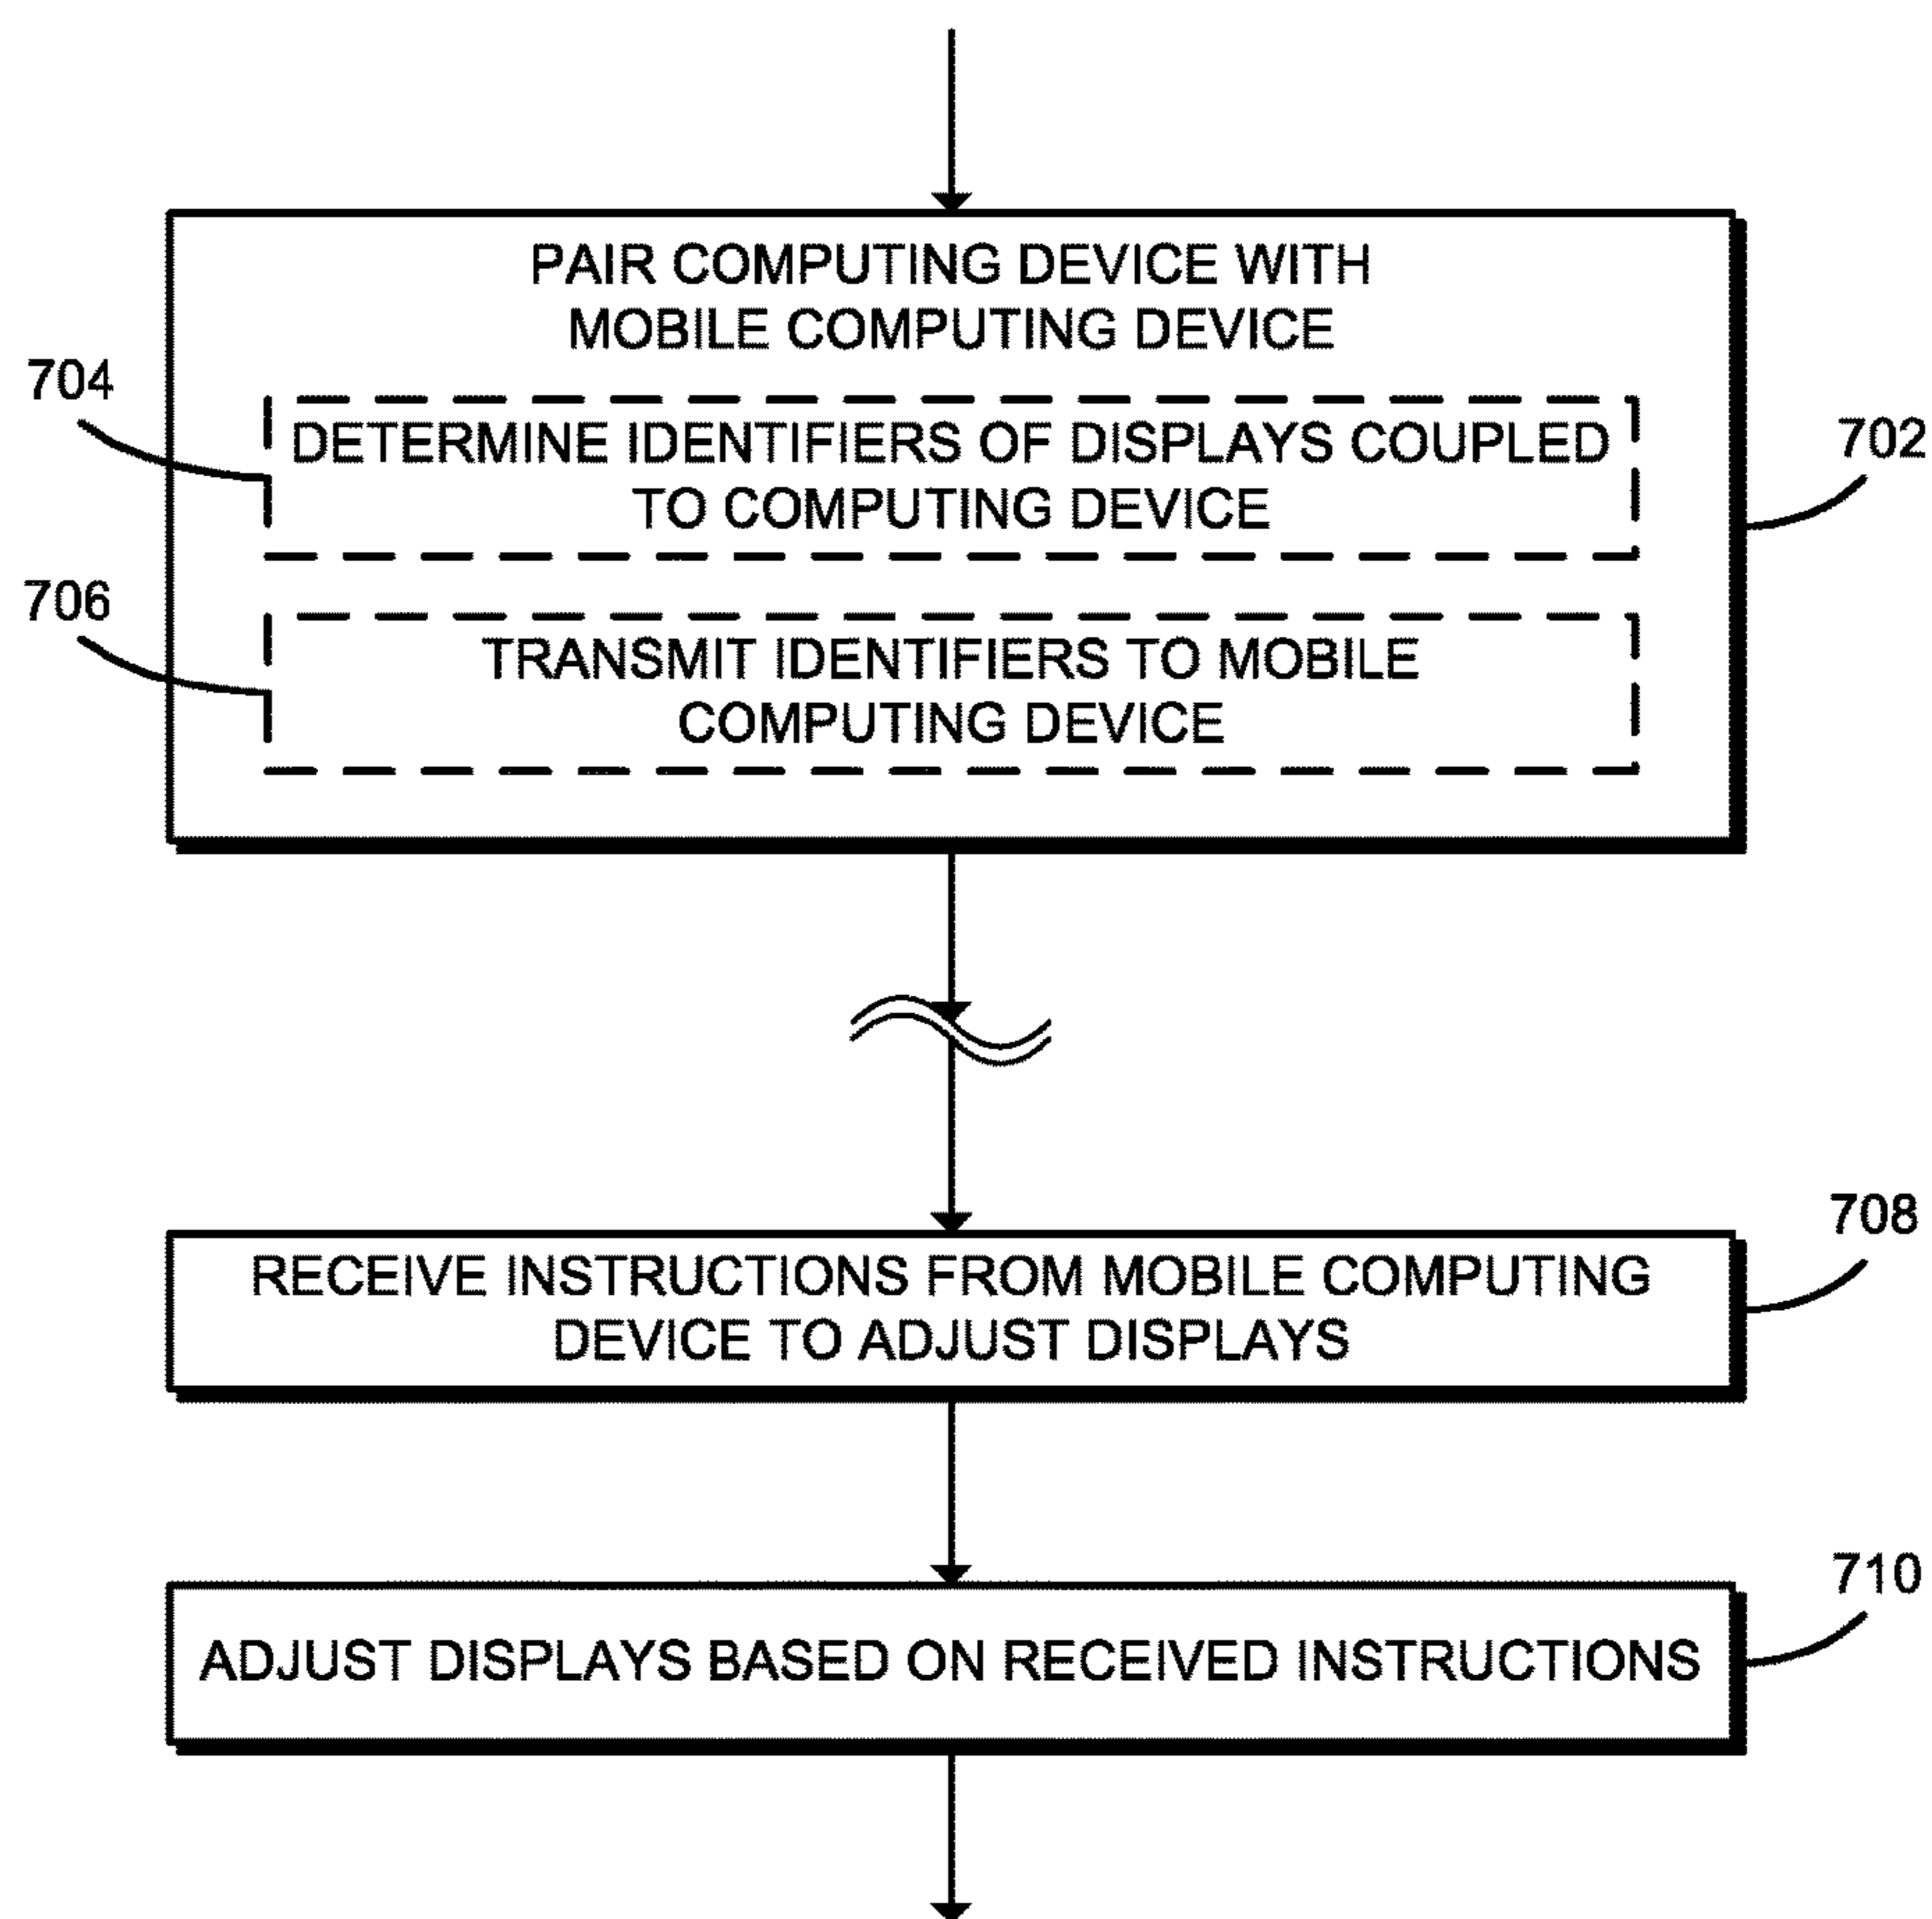 PAIR COMPUTING DEVICE WITH
MOBILE COMPUTING DEVICE
704
DETERMINE IDENTIFIERS OF DISPLAYS COUPLED
TO COMPUTING DEVICE
702
706
TRANSMIT IDENTIFIERS TO MOBILE
COMPUTING DEVICE
708
RECEIVE INSTRUCTIONS FROM MOBILE COMPUTING
DEVICE TO ADJUST DISPLAYS
710
ADJUST DISPLAYS BASED ON RECEIVED INSTRUCTIONS